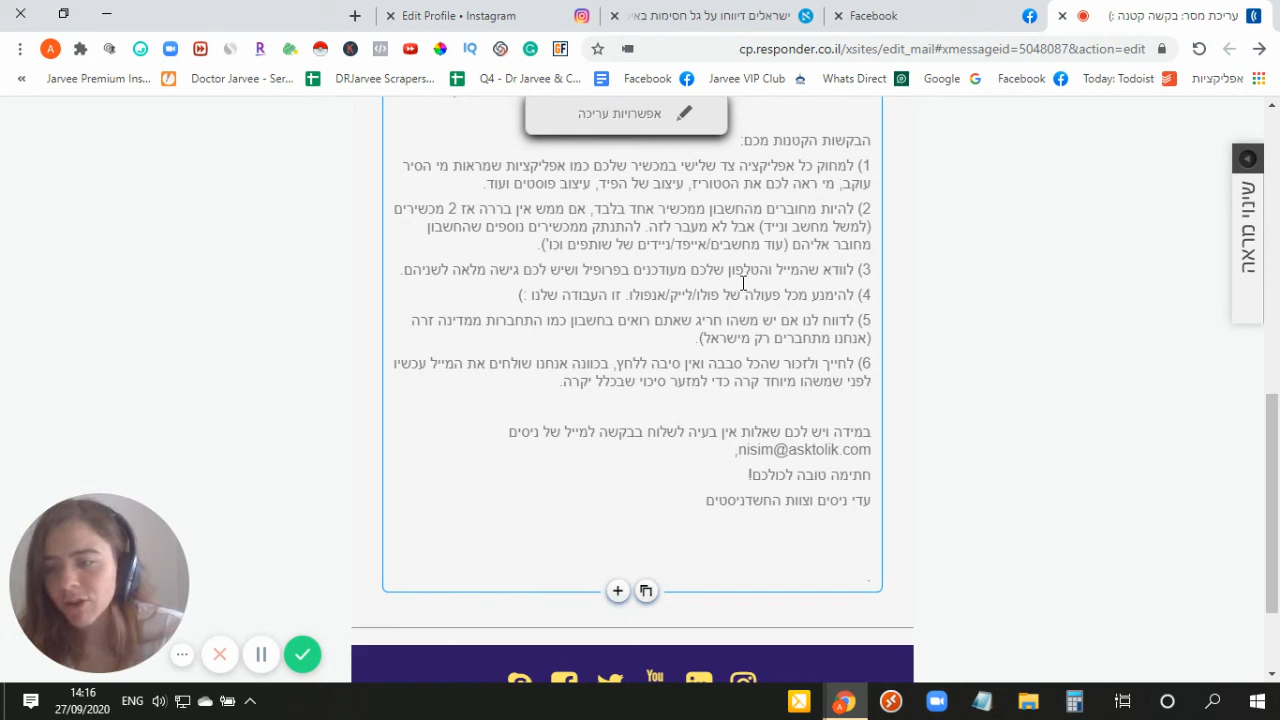 Edit Profile • Instagram
ישראלים דיווחו על גל חסימות באינ
Facebook
עריכת מסר: בקשה קטנה :)
cp.responder.co.il/xsites/edit_mail#xmessageid=5048087&action=edit
« Jarvee Premium Ins... Doctor Jarvee - Ser... DRJarvee Scrapers... Q4 - Dr Jarvee & C... Facebook Jarvee VIP Club Whats Direct Google Facebook Today: Todoist אפליקציות
אפשרויות עריכה
הבקשות הקטנות מכם:
1) למחוק כל אפליקציה צד שלישי במכשיר שלכם כמו אפליקציות שמראות מי הסיר
עוקב, מי ראה לכם את הסטוריז, עיצוב של הפיד, עיצוב פוסטים ועוד.
2) להיות מחוברים מהחשבון ממכשיר אחד בלבד, אם ממש אין בררה אז 2 מכשירים
(למשל מחשב ונייד) אבל לא מעבר לזה. להתנתק ממכשירים נוספים שהחשבון
מחובר אליהם (עוד מחשבים/אייפד/ניידים של שותפים וכו').
3) לוודא שהמייל והטלפון שלכם מעודכנים בפרופיל ושיש לכם גישה מלאה לשניהם.
4) להימנע מכל פעולה של פולו/לייק/אנפולו. זו העבודה שלנו :)
5) לדווח לנו אם יש משהו חריג שאתם רואים בחשבון כמו התחברות ממדינה זרה
(אנחנו מתחברים רק מישראל).
6) לחייך ולזכור שהכל סבבה ואין סיבה ללחץ, בכוונה אנחנו שולחים את המייל עכשיו
לפני שמשהו מיוחד קרה כדי למזער סיכוי שבכלל יקרה.
במידה ויש לכם שאלות אין בעיה לשלוח בבקשה למייל של ניסים
nisim@asktolik.com,
חתימה טובה לכולכם!
עדי ניסים וצוות החשדניסטים
.
הראה מבנים
14:16
27/09/2020
ENG